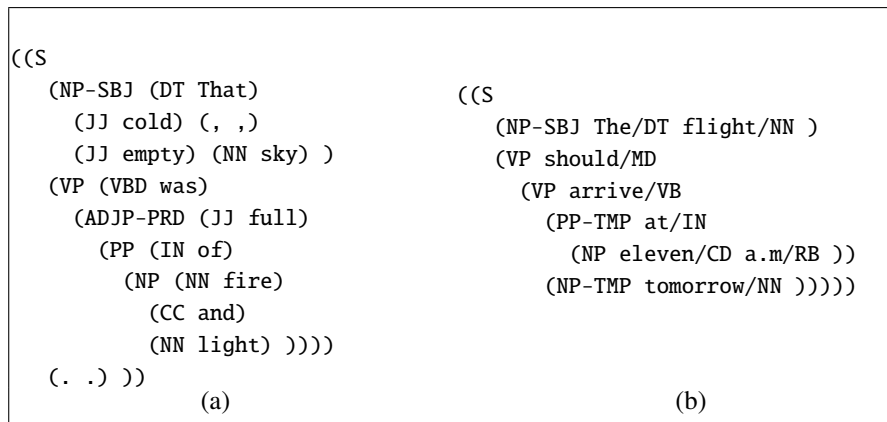 ((S
(NP-SBJ (DT That)
(JJ cold) (, ,)
(JJ empty) (NN sky) )
(VP (VBD was)
(ADJP-PRD (JJ full)
(PP (IN of)
(NP (NN fire)
(CC and)
(NN light) ))))
(. .) ))
(a)
((S
(NP-SBJ The/DT flight/NN )
(VP should/MD
(VP arrive/VB
(PP-TMP at/IN
(NP eleven/CD a.m/RB ))
(NP-TMP tomorrow/NN )))))
(b)